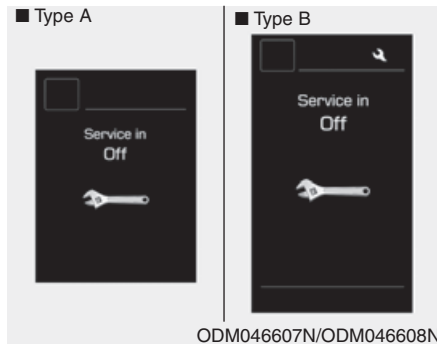 ■ Type A
Service in
Off
■ Type B
Service in
Off
ODM046607N/ODM046608N